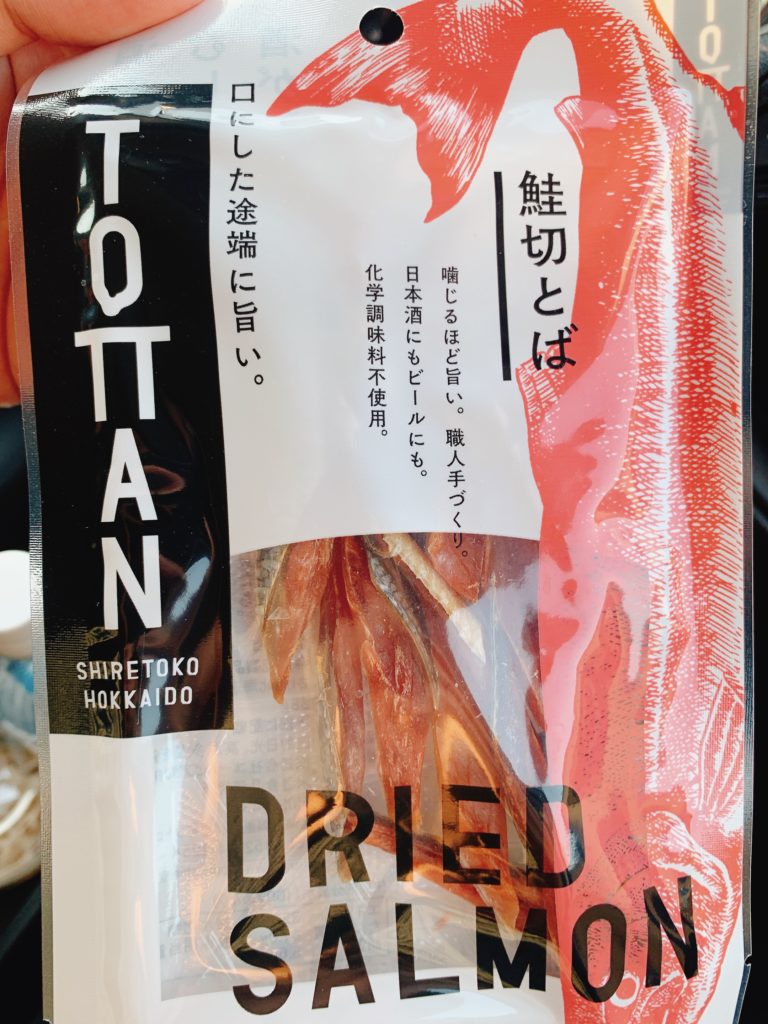 TOTTAN
SHIRETOKO
HOKKAIDO
口にした途端に旨い。
鮭切とば
噛じるほど旨い。職人手づくり。
日本酒にもビールにも。
化学調味料不使用。
DRIED
SALMON